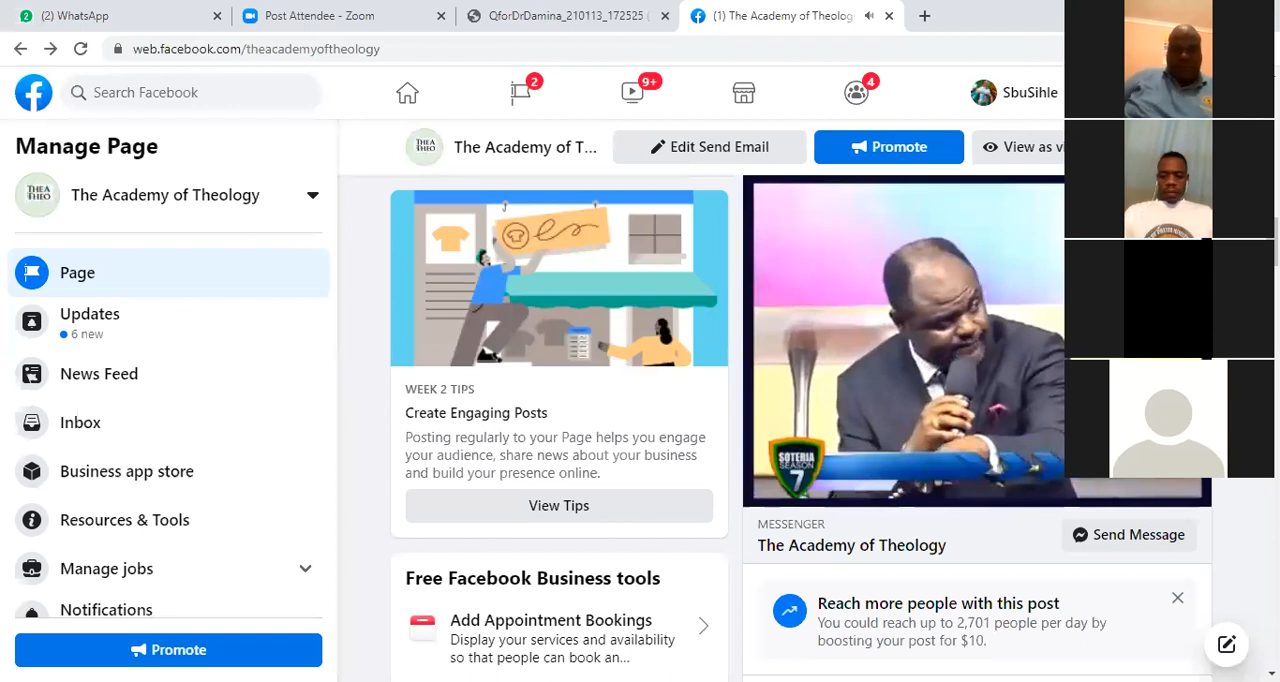 (2) WhatsApp
Post Attendee - Zoom
QforDrDamina_210113_172525 (
(1) The Academy of Theology
web.facebook.com/theacademyoftheology
Search Facebook
2
9+
4
SbuSihle
Manage Page
THEA
THEO
The Academy of T...
Edit Send Email
Promote
View as vi
THEA
THEO
The Academy of Theology
Page
Updates
6 new
News Feed
Inbox
Business app store
Resources & Tools
Manage jobs
Notifications
Promote
WEEK 2 TIPS
Create Engaging Posts
Posting regularly to your Page helps you engage
your audience, share news about your business
and build your presence online.
View Tips
Free Facebook Business tools
Add Appointment Bookings
Display your services and availability
so that people can book an...
SOTERIA
SEASON
7
MESSENGER
The Academy of Theology
Send Message
Reach more people with this post
You could reach up to 2,701 people per day by
boosting your post for $10.